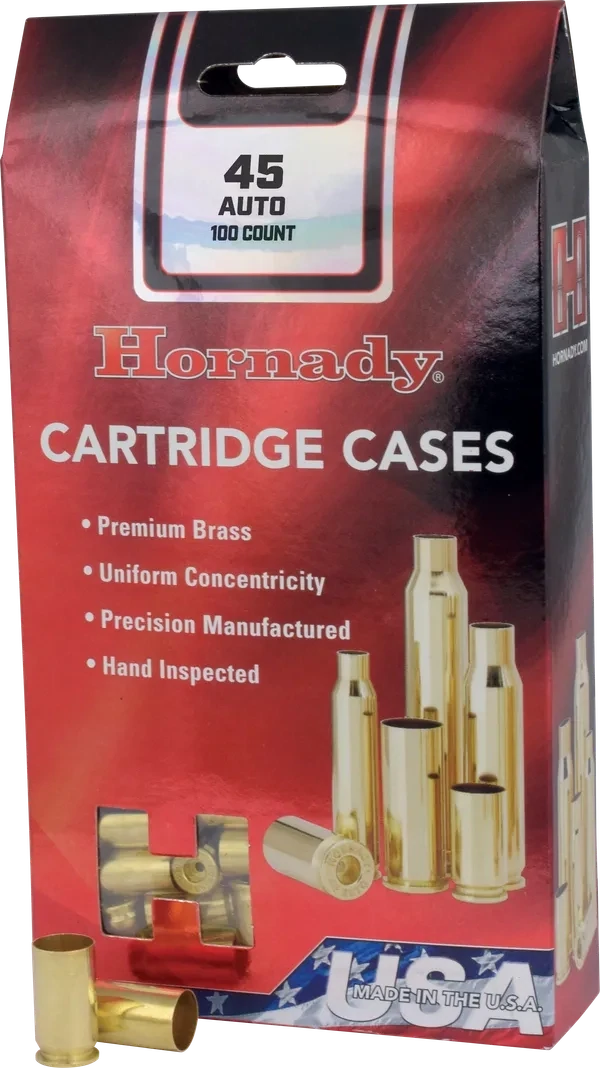 45
AUTO
100 COUNT
Hornady®
CARTRIDGE CASES
• Premium Brass
• Uniform Concentricity
• Precision Manufactured
• Hand Inspected
USA
MADE IN THE U.S.A.
H
HORNADY.COM